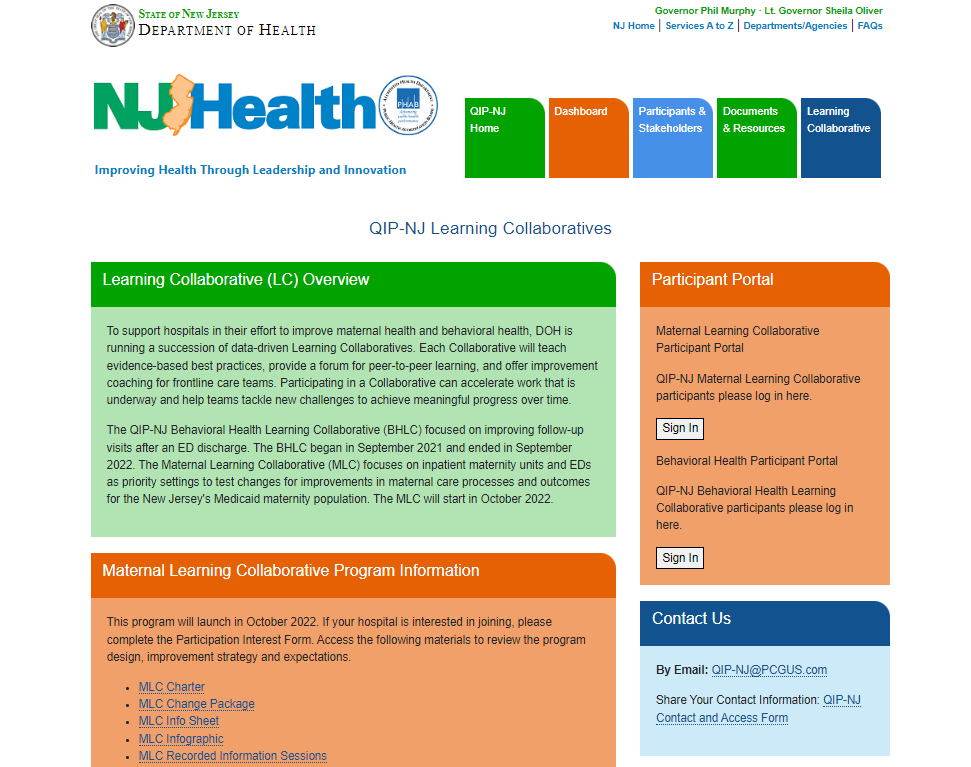 STATE OF NEW JERSEY
DEPARTMENT OF HEALTH
Governor Phil Murphy · Lt. Governor Sheila Oliver
NJ Home | Services A to Z | Departments/Agencies | FAQs
NJHealth
PHAB
Improving Health Through Leadership and Innovation
QIP-NJ
Home
Dashboard
Participants &
Stakeholders
Documents
& Resources
Learning
Collaborative
QIP-NJ Learning Collaboratives
Learning Collaborative (LC) Overview
To support hospitals in their effort to improve maternal health and behavioral health, DOH is
running a succession of data-driven Learning Collaboratives. Each Collaborative will teach
evidence-based best practices, provide a forum for peer-to-peer learning, and offer improvement
coaching for frontline care teams. Participating in a Collaborative can accelerate work that is
underway and help teams tackle new challenges to achieve meaningful progress over time.
The QIP-NJ Behavioral Health Learning Collaborative (BHLC) focused on improving follow-up
visits after an ED discharge. The BHLC began in September 2021 and ended in September
2022. The Maternal Learning Collaborative (MLC) focuses on inpatient maternity units and EDs
as priority settings to test changes for improvements in maternal care processes and outcomes
for the New Jersey's Medicaid maternity population. The MLC will start in October 2022.
Maternal Learning Collaborative Program Information
This program will launch in October 2022. If your hospital is interested in joining, please
complete the Participation Interest Form. Access the following materials to review the program
design, improvement strategy and expectations.
• MLC Charter
• MLC Change Package
• MLC Info Sheet
• MLC Infographic
• MLC Recorded Information Sessions
Participant Portal
Maternal Learning Collaborative
Participant Portal
QIP-NJ Maternal Learning Collaborative
participants please log in here.
Sign In
Behavioral Health Participant Portal
QIP-NJ Behavioral Health Learning
Collaborative participants please log in
here.
Sign In
Contact Us
By Email: QIP-NJ@PCGUS.com
Share Your Contact Information: QIP-NJ
Contact and Access Form